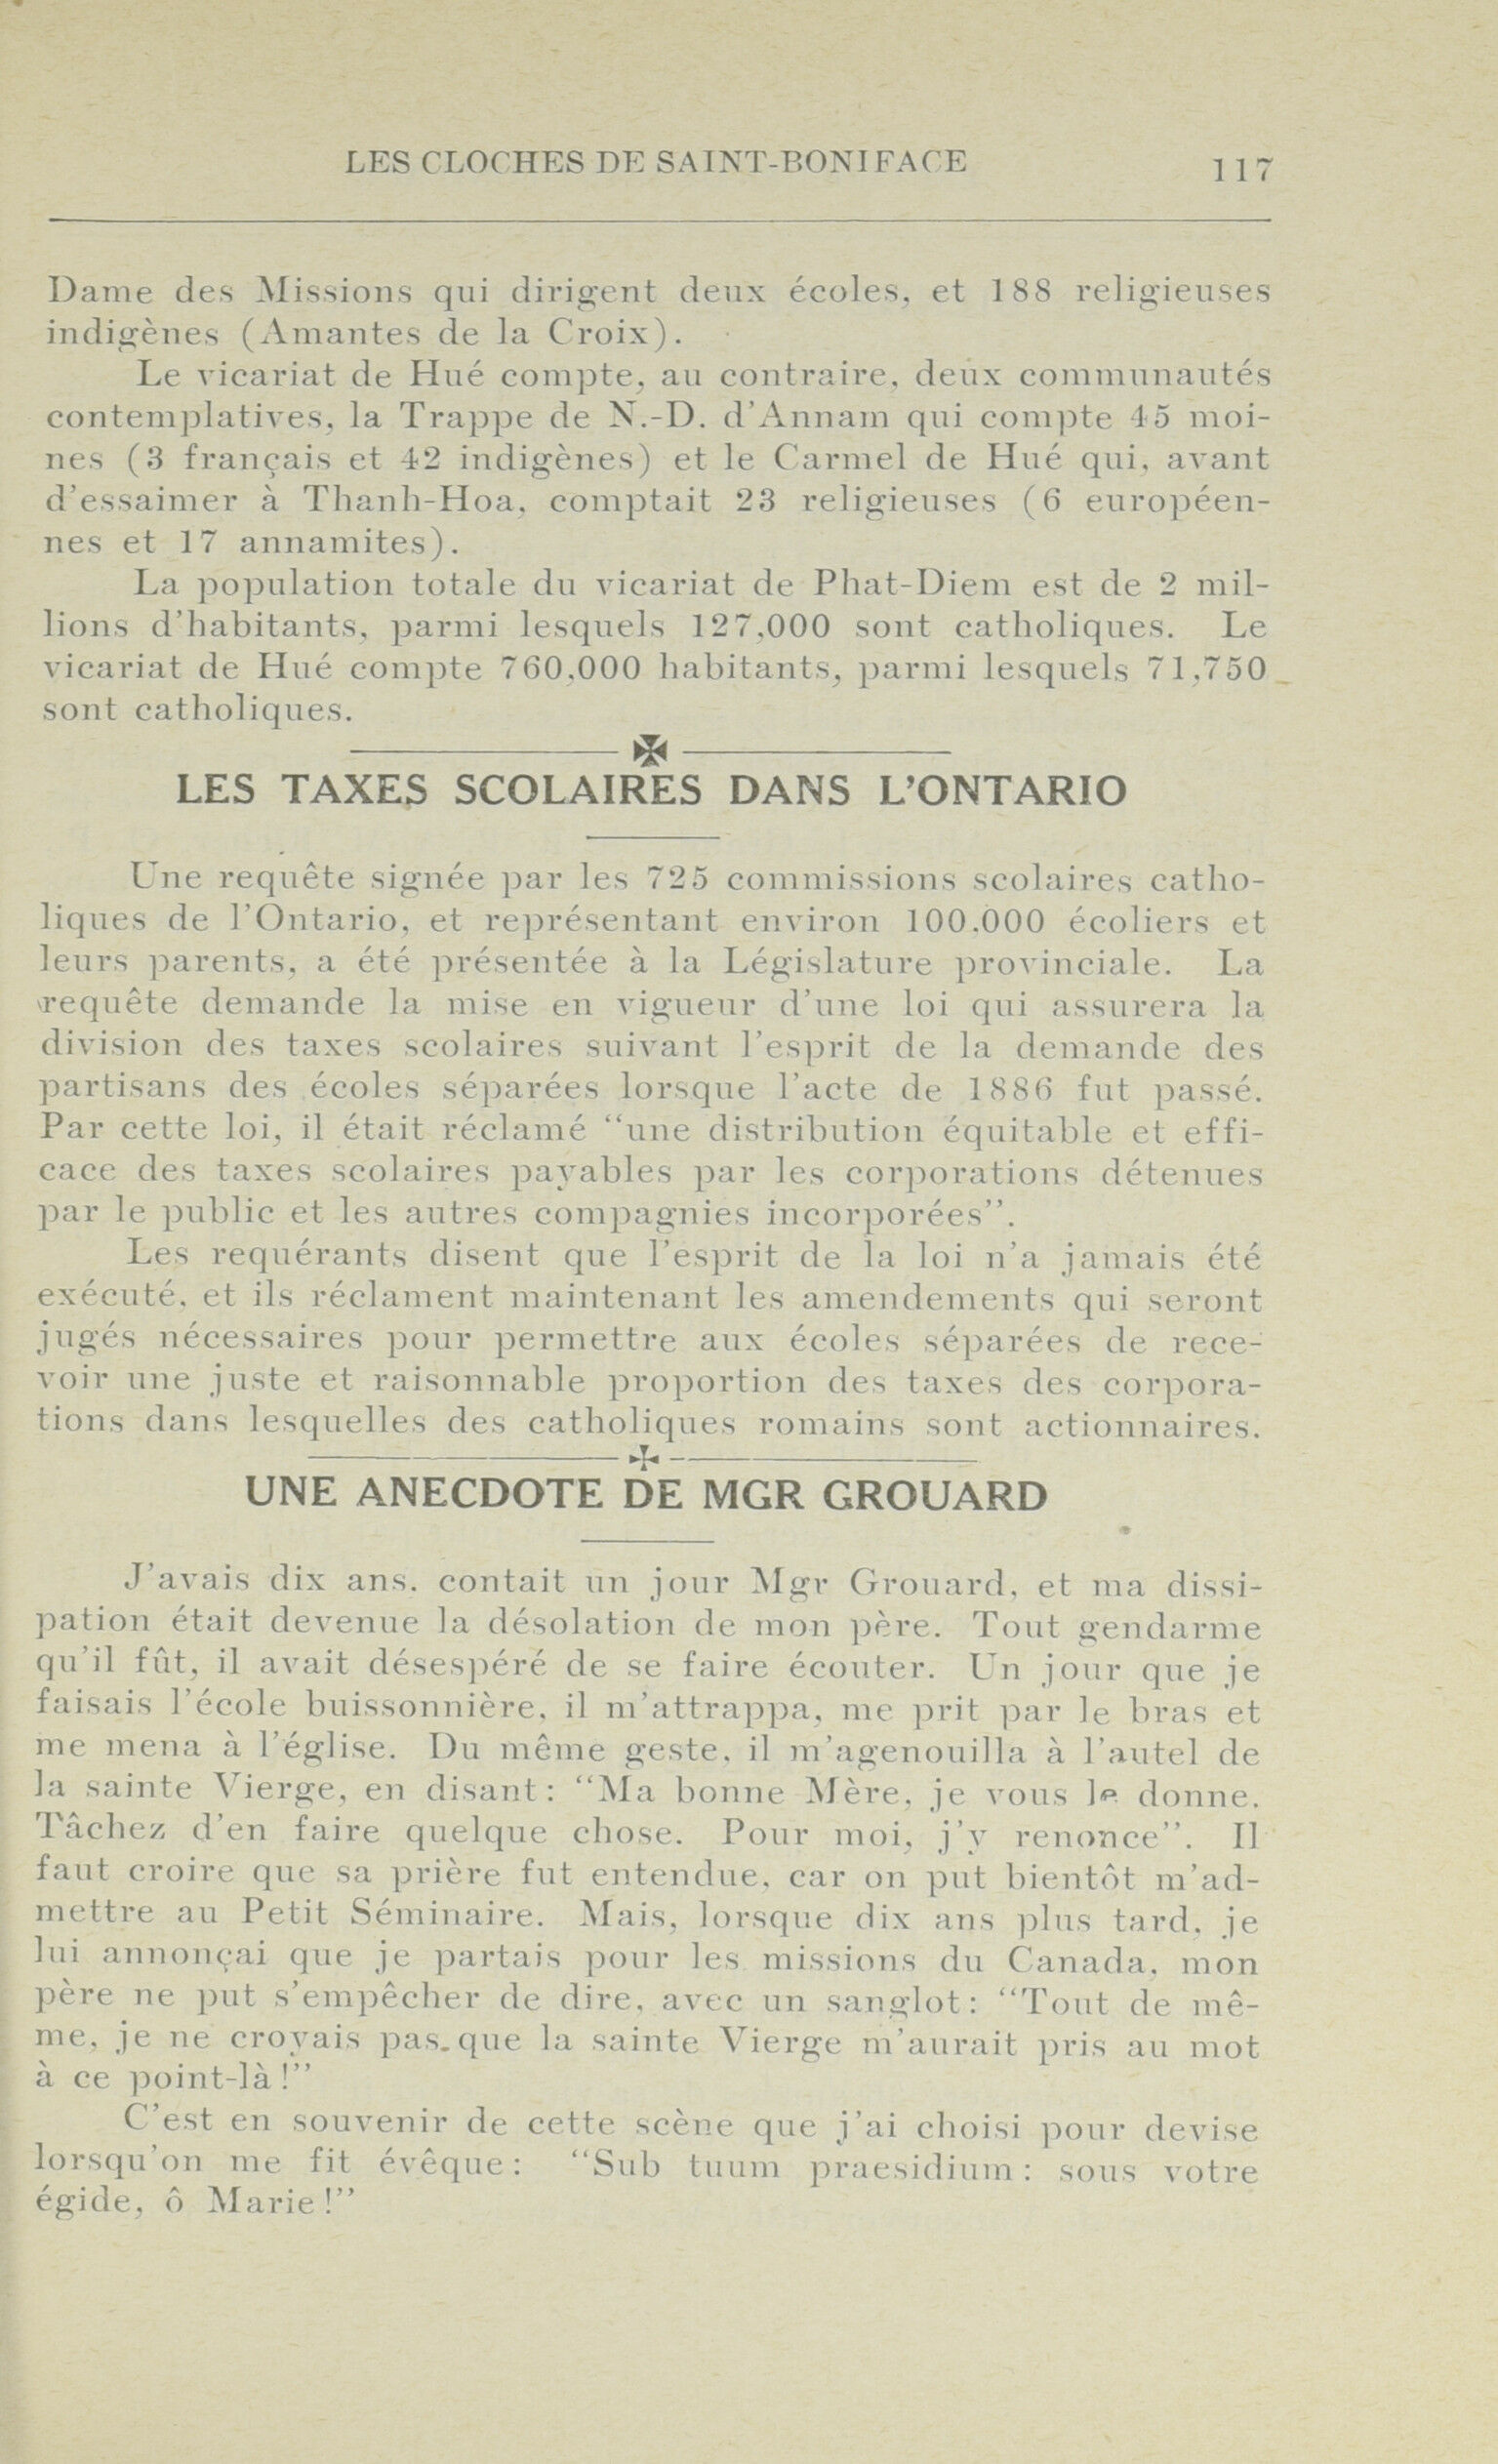 LES CLOCHES DE SAINT-BONIFACE 117
Dame des Missions qui dirigent deux écoles, et 188 religieuses
indigènes (Amantes de la Croix).
Le vicariat de Hué compte, au contraire, deux communautés
contemplatives, la Trappe de N.-D. d'Annam qui compte 45 moi-
nes (3 français et 42 indigènes) et le Carmel de Hué qui, avant
d'essaimer à Thanh-Hoa, comptait 23 religieuses (6 européen-
nes et 17 annamites).
La population totale du vicariat de Phat-Diem est de 2 mil-
lions d'habitants, parmi lesquels 127,000 sont catholiques. Le
vicariat de Hué compte 760,000 habitants, parmi lesquels 71,750
sont catholiques.
LES TAXES SCOLAIRES DANS L'ONTARIO
Une requête signée par les 725 commissions scolaires catho-
liques de l'Ontario, et représentant environ 100.000 écoliers et
leurs parents, a été présentée à la Législature provinciale. La
requête demande la mise en vigueur d'une loi qui assurera la
division des taxes scolaires suivant l'esprit de la demande des
partisans des écoles séparées lorsque l'acte de 1886 fut passé.
Par cette loi, il était réclamé "une distribution équitable et effi-
cace des taxes scolaires payables par les corporations détenues
par le public et les autres compagnies incorporées".
Les requérants disent que l'esprit de la loi n'a jamais été
exécuté, et ils réclament maintenant les amendements qui seront
jugés nécessaires pour permettre aux écoles séparées de rece-
voir une juste et raisonnable proportion des taxes des corpora-
tions dans lesquelles des catholiques romains sont actionnaires.
UNE ANECDOTE DE MGR GROUARD
J'avais dix ans. contait un jour Mgr Grouard, et ma dissi-
pation était devenue la désolation de mon père. Tout gendarme
qu'il fût, il avait désespéré de se faire écouter. Un jour que je
faisais l'école buissonnière, il m'attrappa, me prit par le bras et
me mena à l'église. Du même geste, il m'agenouilla à l'autel de
la sainte Vierge, en disant: "Ma bonne Mère, je vous le donne.
Tâchez d'en faire quelque chose. Pour moi, j'y renonce". Il
faut croire que sa prière fut entendue, car on put bientôt m'ad-
mettre au Petit Séminaire. Mais, lorsque dix ans plus tard, je
lui annonçai que je partais pour les missions du Canada, mon
père ne put s'empêcher de dire, avec un sanglot: "Tout de mê-
me, je ne croyais pas que la sainte Vierge m'aurait pris au mot
à ce point-là!"
C'est en souvenir de cette scène que j'ai choisi pour devise
lorsqu'on me fit évêque: "Sub tuum praesidium: sous votre
égide, ô Marie!"